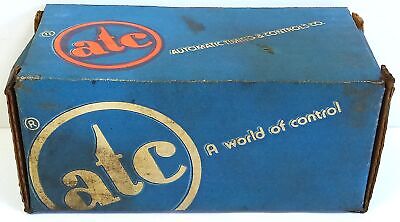 ® atc AUTOMATIC TIMING & CONTROLS CO.
® atc A world of control